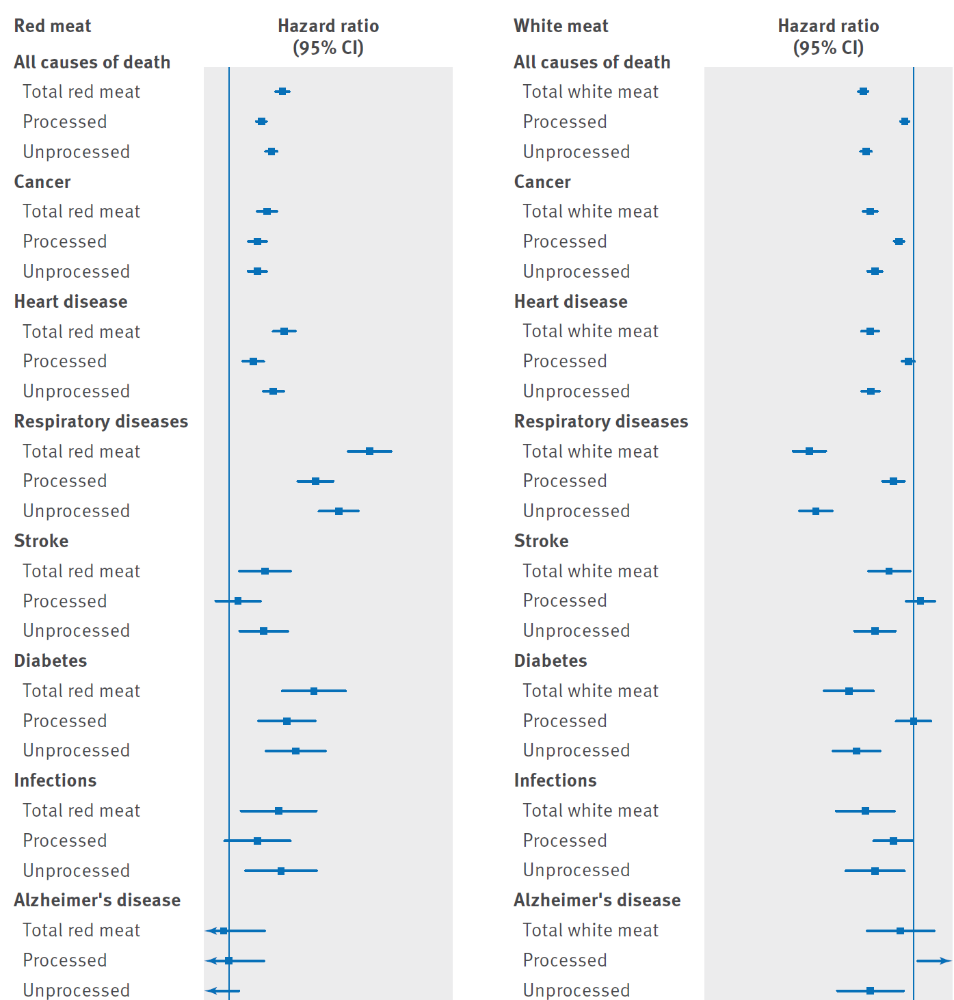 Red meat
Hazard ratio
(95% CI)
All causes of death
Total red meat
Processed
Unprocessed
Cancer
Total red meat
Processed
Unprocessed
Heart disease
Total red meat
Processed
Unprocessed
Respiratory diseases
Total red meat
Processed
Unprocessed
Stroke
Total red meat
Processed
Unprocessed
Diabetes
Total red meat
Processed
Unprocessed
Infections
Total red meat
Processed
Unprocessed
Alzheimer's disease
Total red meat
Processed
Unprocessed
White meat
Hazard ratio
(95% CI)
All causes of death
Total white meat
Processed
Unprocessed
Cancer
Total white meat
Processed
Unprocessed
Heart disease
Total white meat
Processed
Unprocessed
Respiratory diseases
Total white meat
Processed
Unprocessed
Stroke
Total white meat
Processed
Unprocessed
Diabetes
Total white meat
Processed
Unprocessed
Infections
Total white meat
Processed
Unprocessed
Alzheimer's disease
Total white meat
Processed
Unprocessed